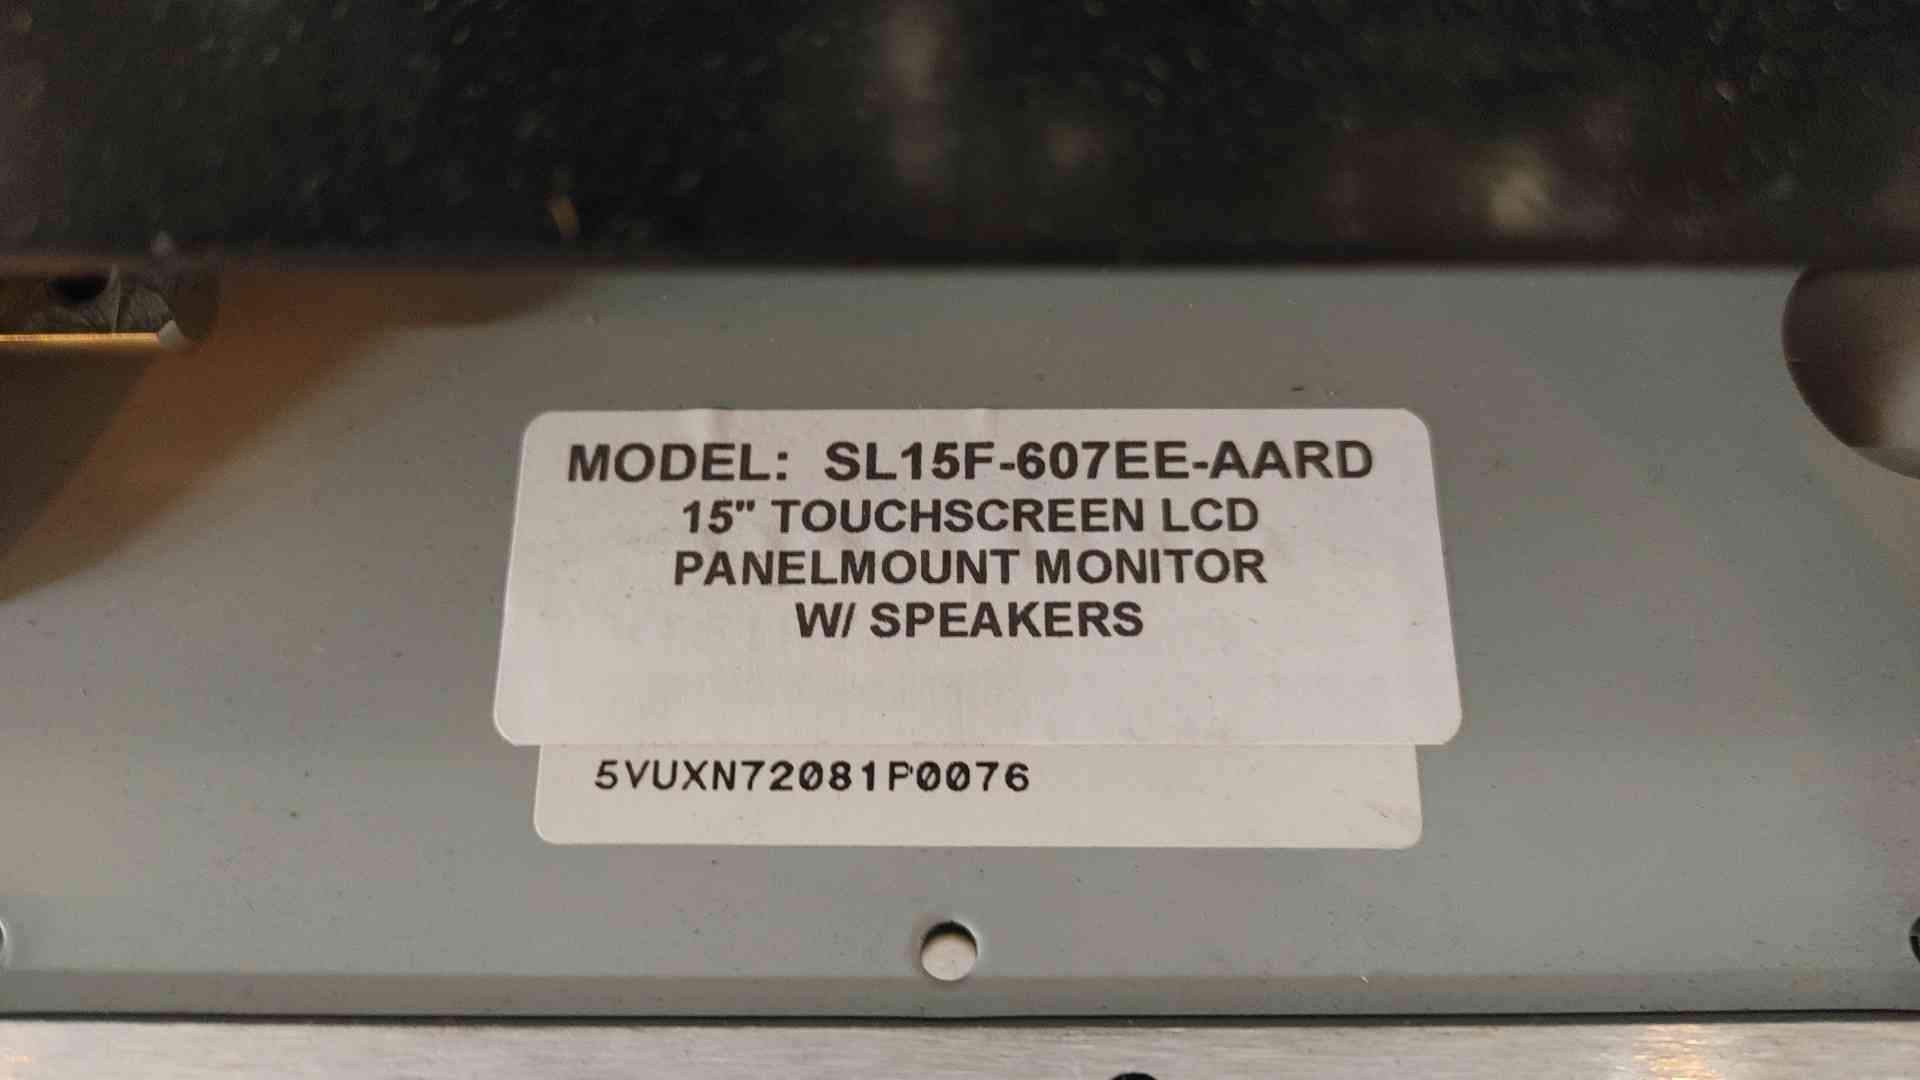 MODEL: SL15F-607EE-AARD
15" TOUCHSCREEN LCD
PANELMOUNT MONITOR
W/ SPEAKERS
5VUXN72081P0076